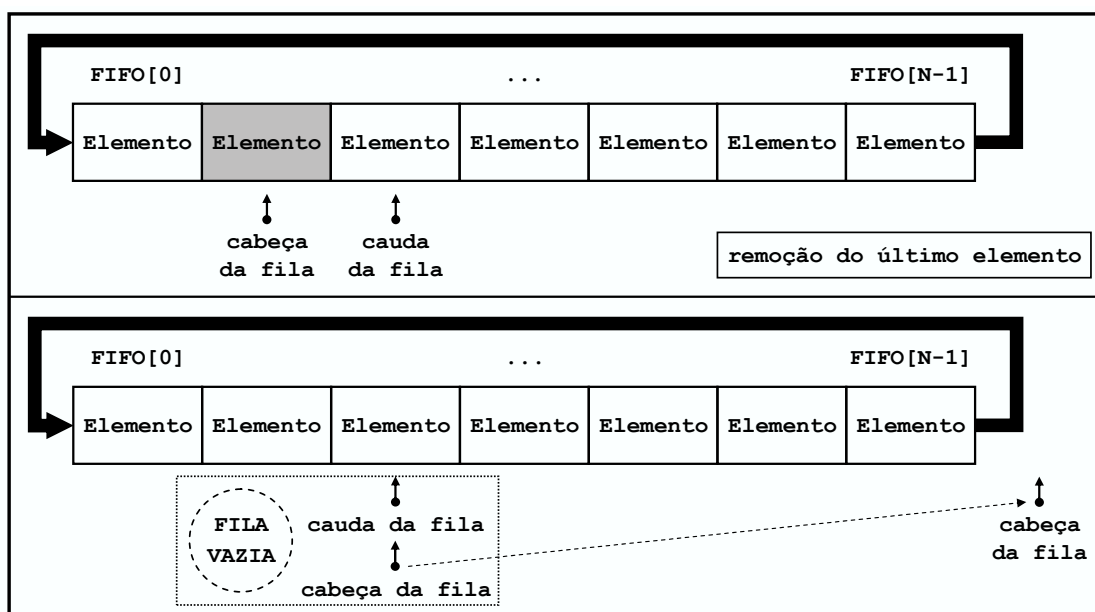 FIFO[0] ... FIFO[N-1]
Elemento Elemento Elemento Elemento Elemento Elemento Elemento
cabeça da fila
cauda da fila
remoção do último elemento
FIFO[0] ... FIFO[N-1]
Elemento Elemento Elemento Elemento Elemento Elemento Elemento
FILA VAZIA
cauda da fila
cabeça da fila
cabeça da fila